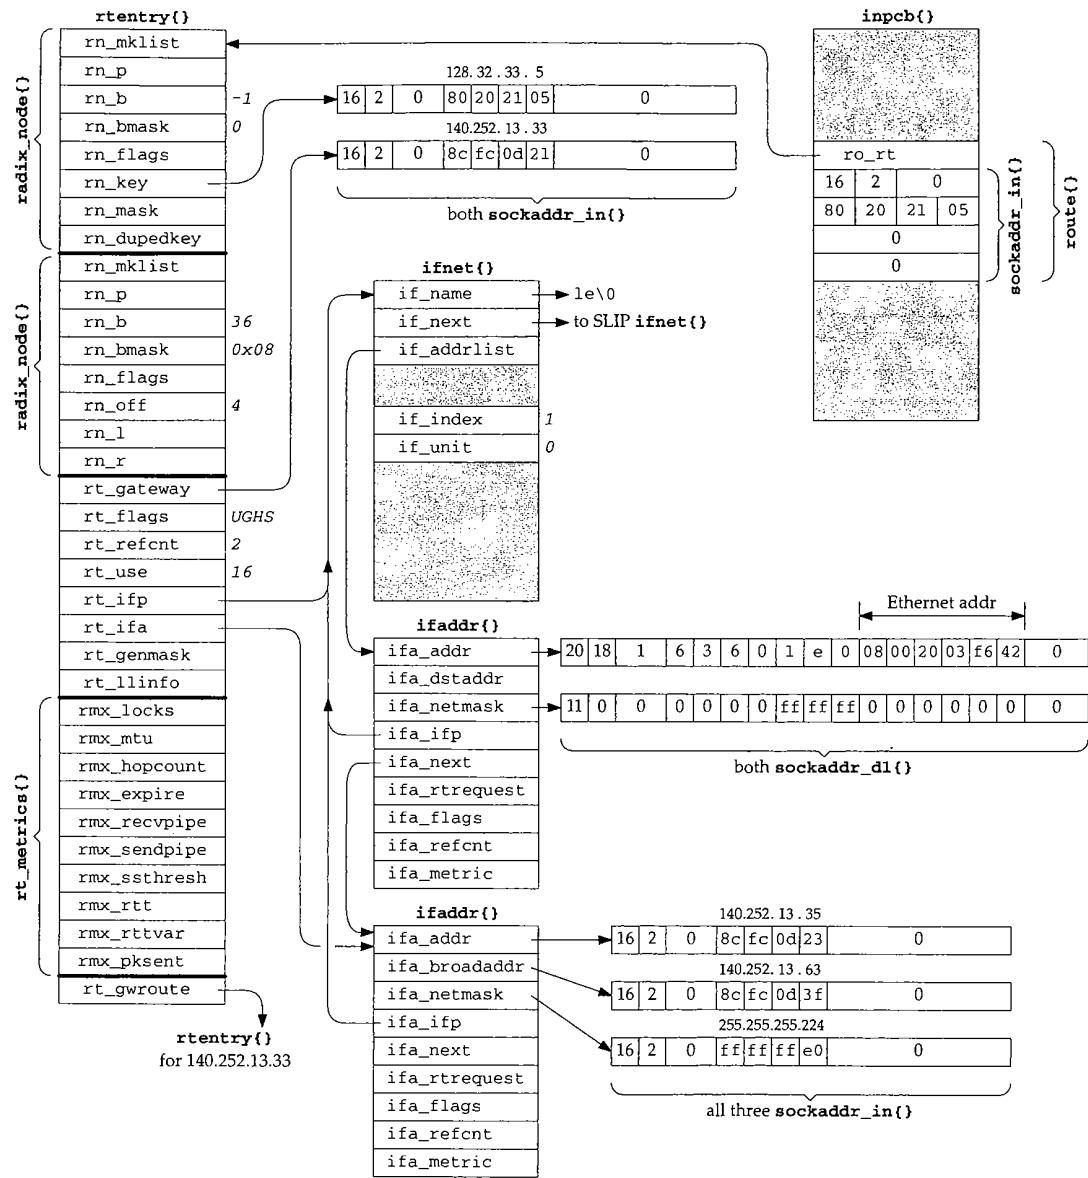 rtentry{}
rn_mklist
rn_p
rn_b -1
rn_bmask 0
rn_flags
rn_key
rn_mask
rn_dupedkey
radix_node{}
rn_mklist
rn_p
rn_b 36
rn_bmask 0x08
rn_flags
rn_off 4
rn_l
rn_r
radix_node{}
rt_gateway
rt_flags UGHS
rt_refcnt 2
rt_use 16
rt_ifp
rt_ifa
rt_genmask
rt_llinfo
rmx_locks
rmx_mtu
rmx_hopcount
rmx_expire
rmx_recvpipe
rmx_sendpipe
rmx_ssthresh
rmx_rtt
rmx_rttvar
rmx_pksent
rt_metrics{}
rt_gwroute
rtentry{}
for 140.252.13.33
128.32.33.5
16 2 0 80 20 21 05 0
140.252.13.33
16 2 0 8c fc 0d 21 0
both sockaddr_in{}
inpcb{}
ro_rt
16 2 0
80 20 21 05
0
0
sockaddr_in{}
route{}
ifnet{}
if_name le\0
if_next to SLIP ifnet{}
if_addrlist
if_index 1
if_unit 0
Ethernet addr
ifaddr{}
ifa_addr 20 18 1 6 3 6 0 l e 0 08 00 20 03 f6 42 0
ifa_dstaddr
ifa_netmask 11 0 0 0 0 0 0 ff ff ff 0 0 0 0 0 0 0
ifa_ifp
ifa_next
both sockaddr_dl{}
ifa_rtrequest
ifa_flags
ifa_refcnt
ifa_metric
ifaddr{}
140.252.13.35
ifa_addr 16 2 0 8c fc 0d 23 0
140.252.13.63
ifa_broadaddr 16 2 0 8c fc 0d 3f 0
ifa_netmask
255.255.255.224
16 2 0 ff ff ff e0 0
ifa_ifp
ifa_next
ifa_rtrequest
ifa_flags
all three sockaddr_in{}
ifa_refcnt
ifa_metric